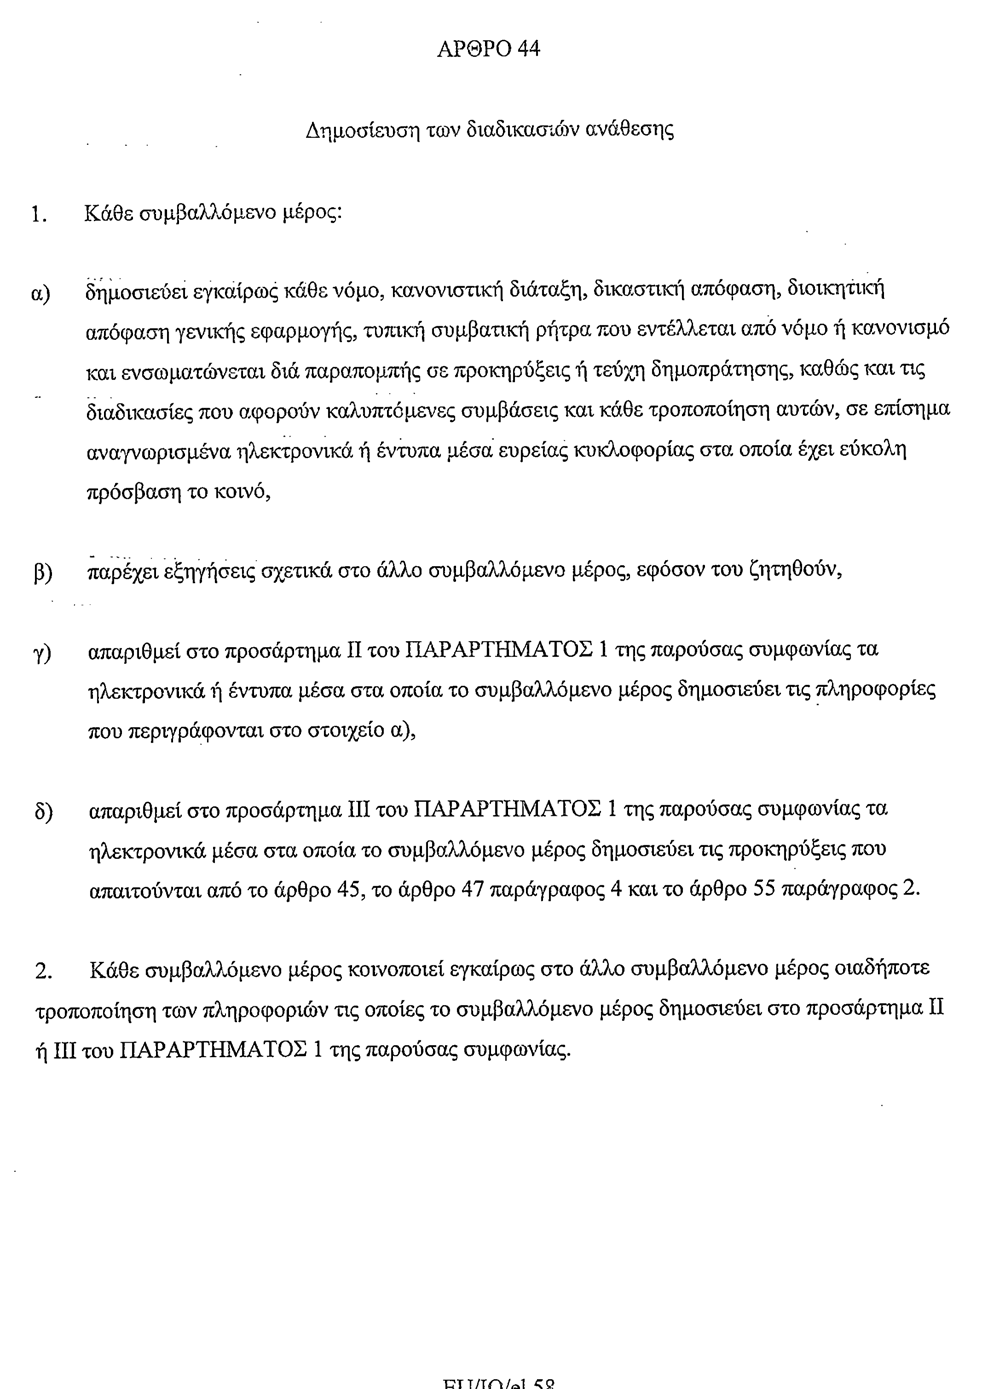 ΑΡΘΡΟ 44
Δημοσίευση των διαδικασιών ανάθεσης
1. Κάθε συμβαλλόμενο μέρος:
α) δημοσιεύει εγκαίρως κάθε νόμο, κανονιστική διάταξη, δικαστική απόφαση, διοικητική
απόφαση γενικής εφαρμογής, τυπική συμβατική ρήτρα που εντέλλεται από νόμο ή κανονισμό
και ενσωματώνεται διά παραπομπής σε προκηρύξεις ή τεύχη δημοπράτησης, καθώς και τις
διαδικασίες που αφορούν καλυπτόμενες συμβάσεις και κάθε τροποποίηση αυτών, σε επίσημα
αναγνωρισμένα ηλεκτρονικά ή έντυπα μέσα ευρείας κυκλοφορίας στα οποία έχει εύκολη
πρόσβαση το κοινό,
β) παρέχει εξηγήσεις σχετικά στο άλλο συμβαλλόμενο μέρος, εφόσον του ζητηθούν,
γ) απαριθμεί στο προσάρτημα ΙΙ του ΠΑΡΑΡΤΗΜΑΤΟΣ 1 της παρούσας συμφωνίας τα
ηλεκτρονικά ή έντυπα μέσα στα οποία το συμβαλλόμενο μέρος δημοσιεύει τις πληροφορίες
που περιγράφονται στο στοιχείο α),
δ) απαριθμεί στο προσάρτημα ΙΙΙ του ΠΑΡΑΡΤΗΜΑΤΟΣ 1 της παρούσας συμφωνίας τα
ηλεκτρονικά μέσα στα οποία το συμβαλλόμενο μέρος δημοσιεύει τις προκηρύξεις που
απαιτούνται από το άρθρο 45, το άρθρο 47 παράγραφος 4 και το άρθρο 55 παράγραφος 2.
2. Κάθε συμβαλλόμενο μέρος κοινοποιεί εγκαίρως στο άλλο συμβαλλόμενο μέρος οιαδήποτε
τροποποίηση των πληροφοριών τις οποίες το συμβαλλόμενο μέρος δημοσιεύει στο προσάρτημα ΙΙ
ή ΙΙΙ του ΠΑΡΑΡΤΗΜΑΤΟΣ 1 της παρούσας συμφωνίας.
EU/IQ/el 58